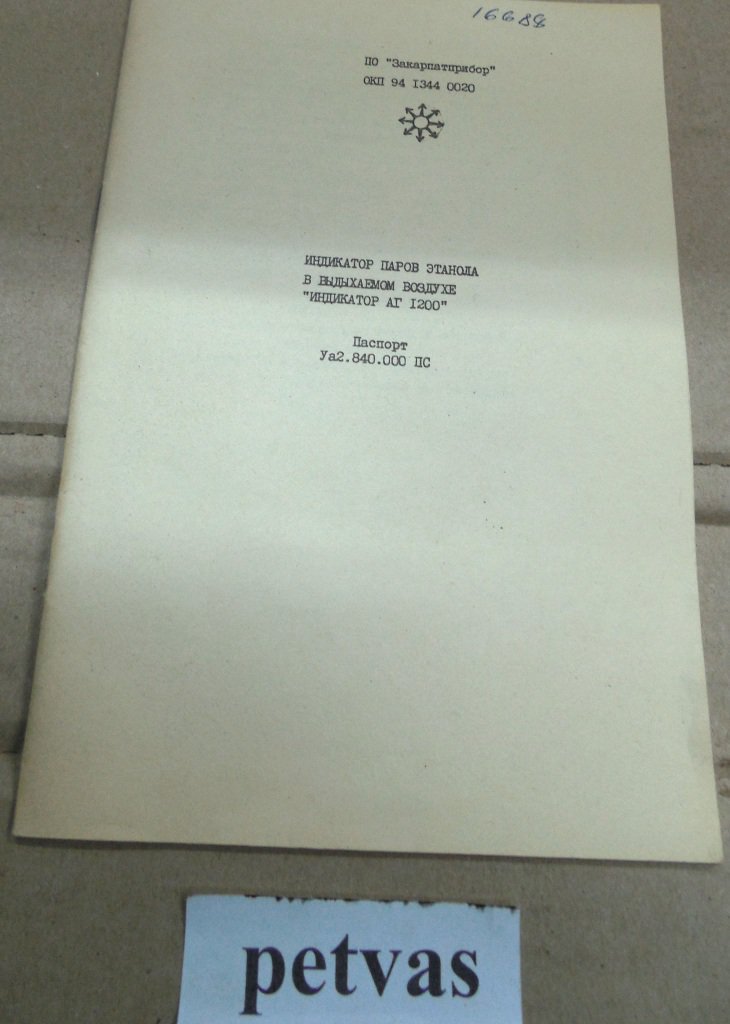 16688
ПО "Закарпатприбор"
ОКП 94 1344 0020
ИНДИКАТОР ПАРОВ ЭТАНОЛА
В ВЫДЫХАЕМОМ ВОЗДУХЕ
"ИНДИКАТОР АГ 1200"
Паспорт
Уа2.840.000 ПС
petvas